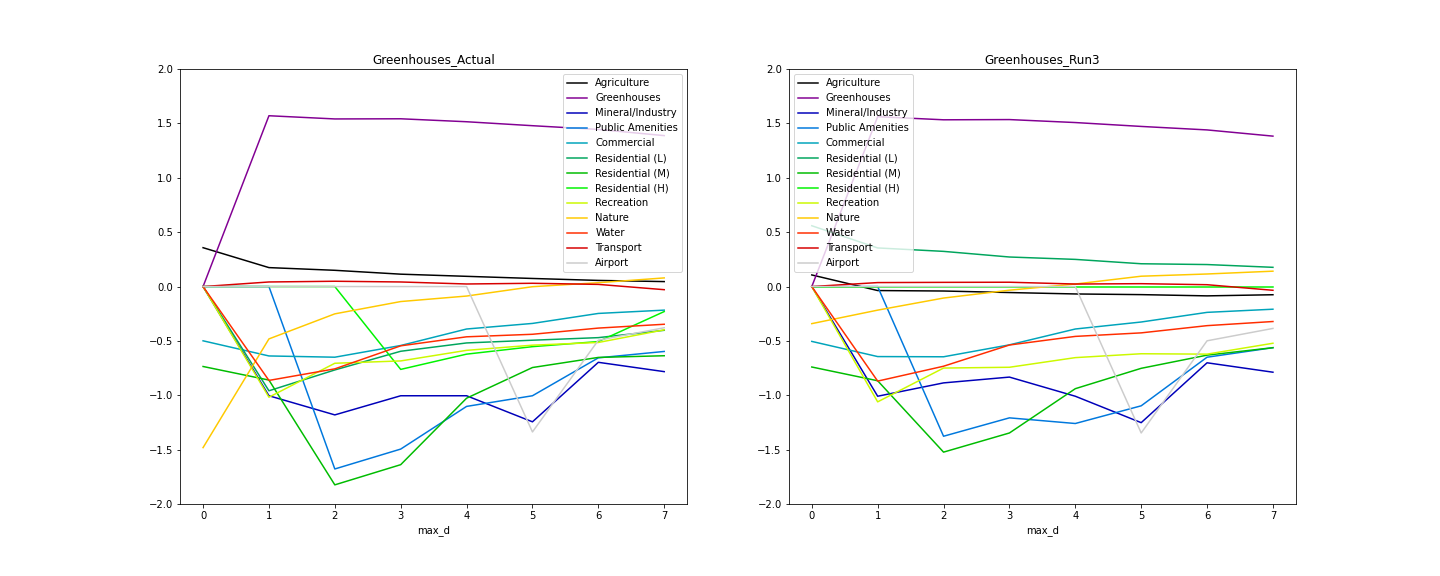 Greenhouses_Actual
2.0
1.5
1.0
0.5
0.0
−0.5
−1.0
−1.5
−2.0
0 1 2 3 4 5 6 7
max_d
Agriculture
Greenhouses
Mineral/Industry
Public Amenities
Commercial
Residential (L)
Residential (M)
Residential (H)
Recreation
Nature
Water
Transport
Airport
Greenhouses_Run3
2.0
1.5
1.0
0.5
0.0
−0.5
−1.0
−1.5
−2.0
0 1 2 3 4 5 6 7
max_d
Agriculture
Greenhouses
Mineral/Industry
Public Amenities
Commercial
Residential (L)
Residential (M)
Residential (H)
Recreation
Nature
Water
Transport
Airport